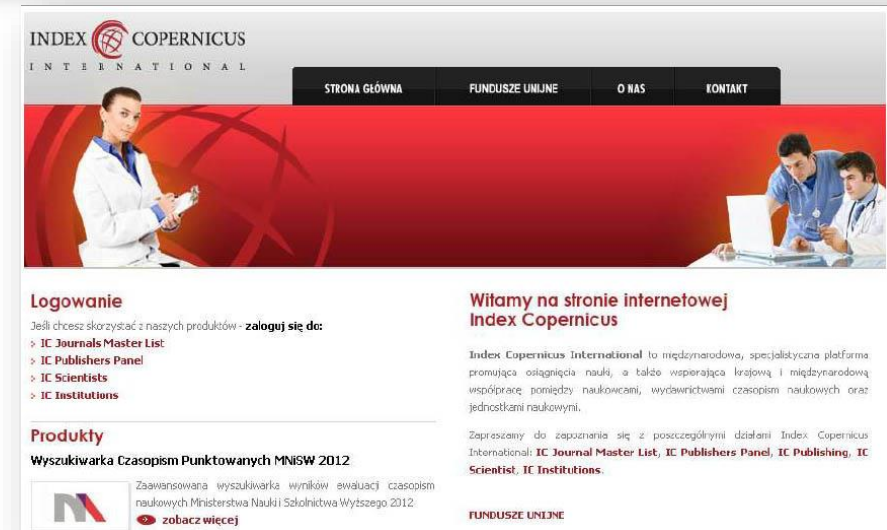 INDEX COPERNICUS
INTERNATIONAL
STRONA GŁÓWNA FUNDUSZE UNIJNE O NAS KONTAKT
Logowanie
Jeśli chcesz skorzystać z naszych produktów - zaloguj się do:
> IC Journals Master List
> IC Publishers Panel
> IC Scientists
> IC Institutions
Produkty
Wyszukiwarka Czasopism Punktowanych MNiSW 2012
Zaawansowana wyszukiwarka wyników ewaluacji czasopism
naukowych Ministerstwa Nauki i Szkolnictwa Wyższego 2012
zobacz więcej
Witamy na stronie internetowej
Index Copernicus
Index Copernicus International to międzynarodowa, specjalistyczna platforma
promująca osiągnięcia nauki, a także wspierająca krajową i międzynarodową
współpracę pomiędzy naukowcami, wydawnictwami czasopism naukowych oraz
jednostkami naukowymi.
Zapraszamy do zapoznania się z poszczególnymi działami Index Copernicus
International: IC Journal Master List, IC Publishers Panel, IC Publishing, IC
Scientist, IC Institutions.
FUNDUSZE UNIJNE